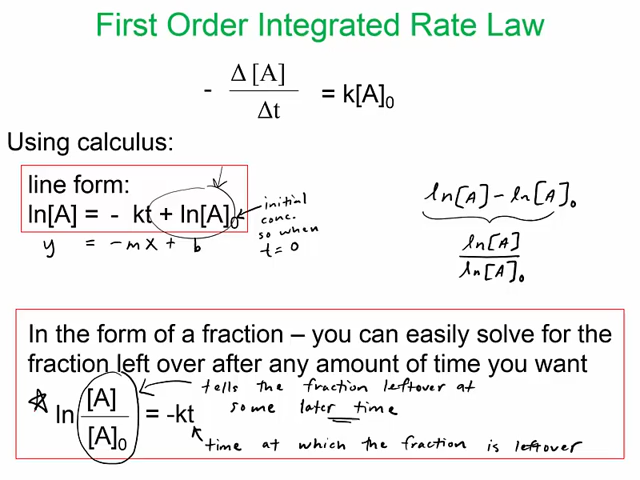 First Order Integrated Rate Law
- Δ [A] / Δt = k[A]₀
Using calculus:
line form:
ln[A] = - kt + ln[A]₀
y = -mx + b
initial
conc.
so when
t = 0
ln[A] - ln[A]₀
ln[A] / ln[A]₀
In the form of a fraction – you can easily solve for the
fraction left over after any amount of time you want
ln [A] / [A]₀ = -kt
tells the fraction leftover at
some later time
time at which the fraction is leftover